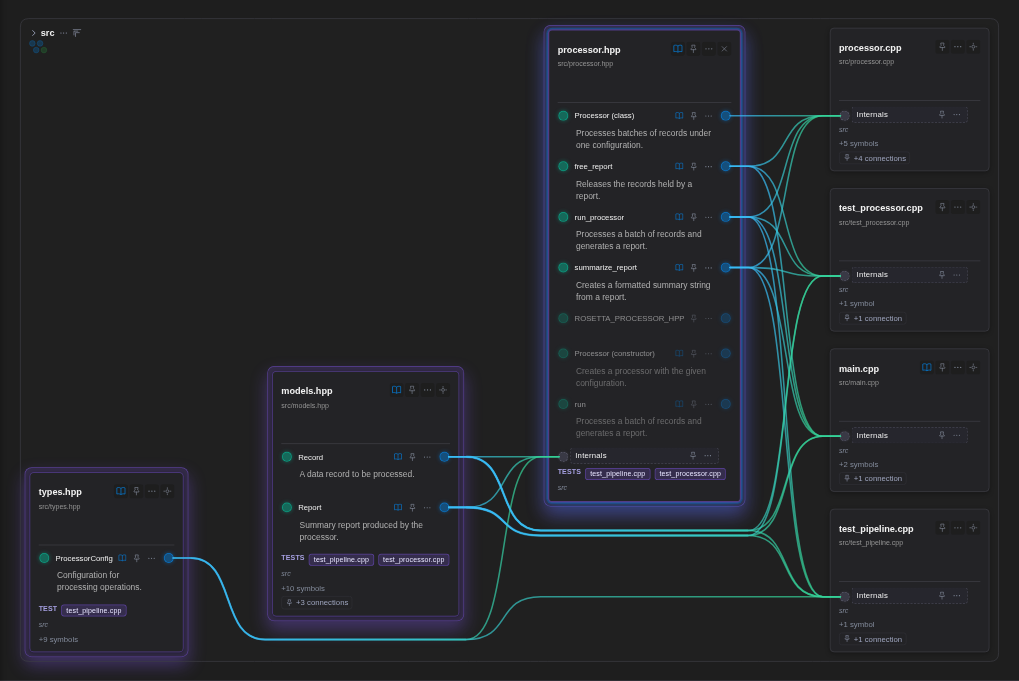 src
types.hpp
src/types.hpp
ProcessorConfig
Configuration for
processing operations.
TEST test_pipeline.cpp
src
+9 symbols
models.hpp
src/models.hpp
Record
A data record to be processed.
Report
Summary report produced by the
processor.
TESTS test_pipeline.cpp test_processor.cpp
src
+10 symbols
+3 connections
processor.hpp
src/processor.hpp
Processor (class)
Processes batches of records under
one configuration.
free_report
Releases the records held by a
report.
run_processor
Processes a batch of records and
generates a report.
summarize_report
Creates a formatted summary string
from a report.
ROSETTA_PROCESSOR_HPP
Processor (constructor)
Creates a processor with the given
configuration.
run
Processes a batch of records and
generates a report.
Internals
TESTS test_pipeline.cpp test_processor.cpp
src
processor.cpp
src/processor.cpp
Internals
src
+5 symbols
+4 connections
test_processor.cpp
src/test_processor.cpp
Internals
src
+1 symbol
+1 connection
main.cpp
src/main.cpp
Internals
src
+2 symbols
+1 connection
test_pipeline.cpp
src/test_pipeline.cpp
Internals
src
+1 symbol
+1 connection